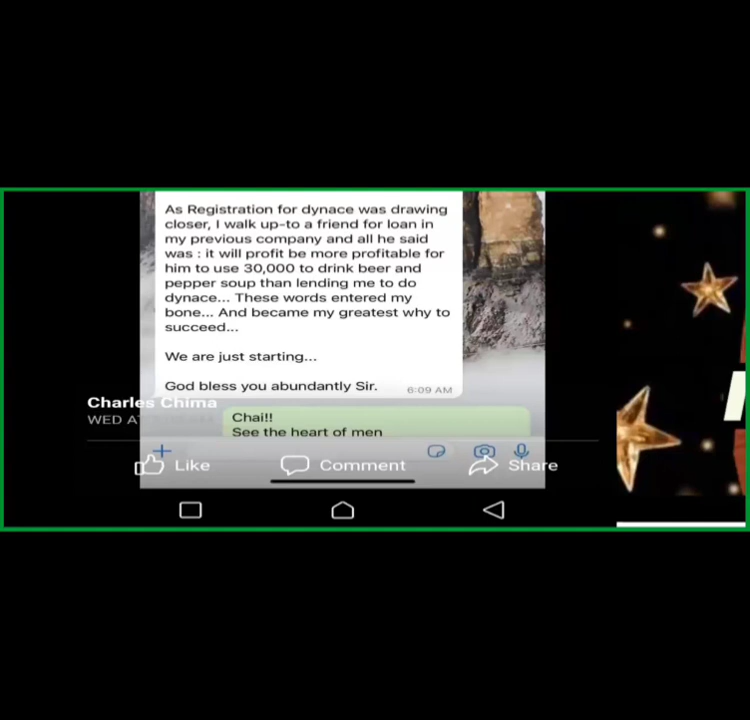 As Registration for dynace was drawing
closer, I walk up-to a friend for loan in
my previous company and all he said
was : it will profit be more profitable for
him to use 30,000 to drink beer and
pepper soup than lending me to do
dynace... These words entered my
bone... And became my greatest why to
succeed...
We are just starting...
God bless you abundantly Sir.
6:09 AM
Charles Chima
WED AT
Chai!!
See the heart of men
Like
Comment
Share